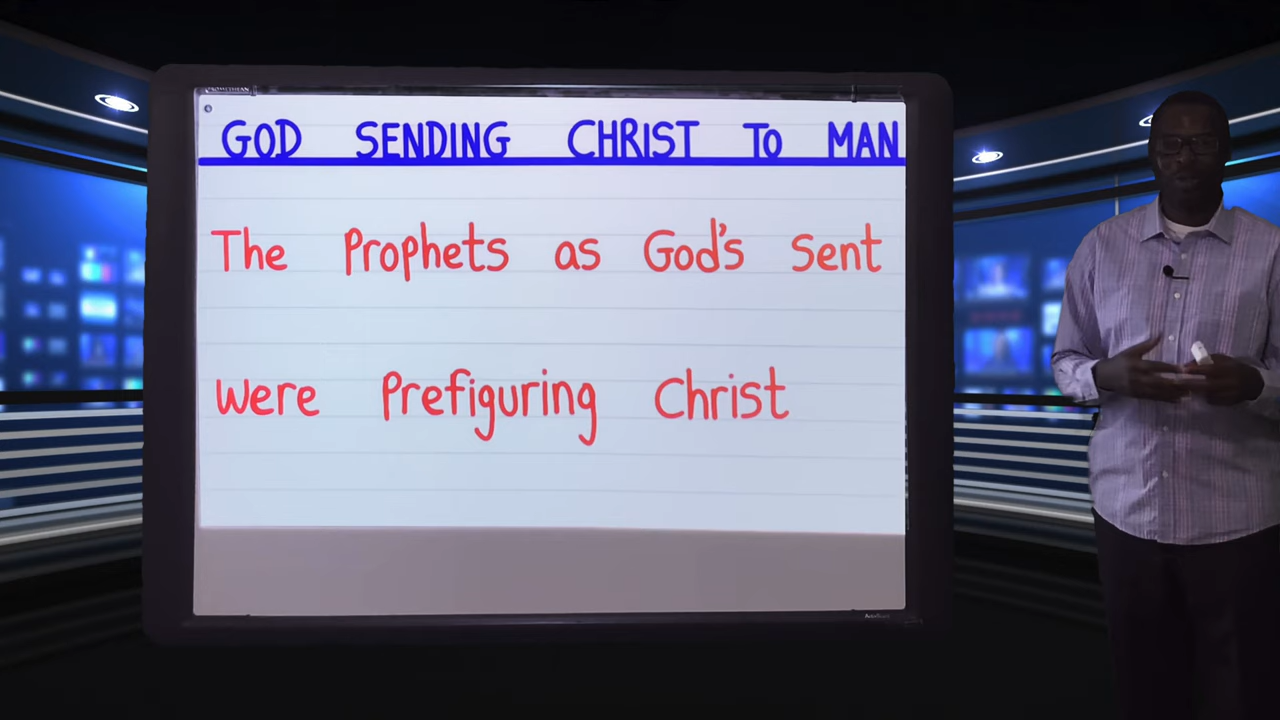 GOD SENDING CHRIST TO MAN
The Prophets as God's Sent
were Prefiguring Christ